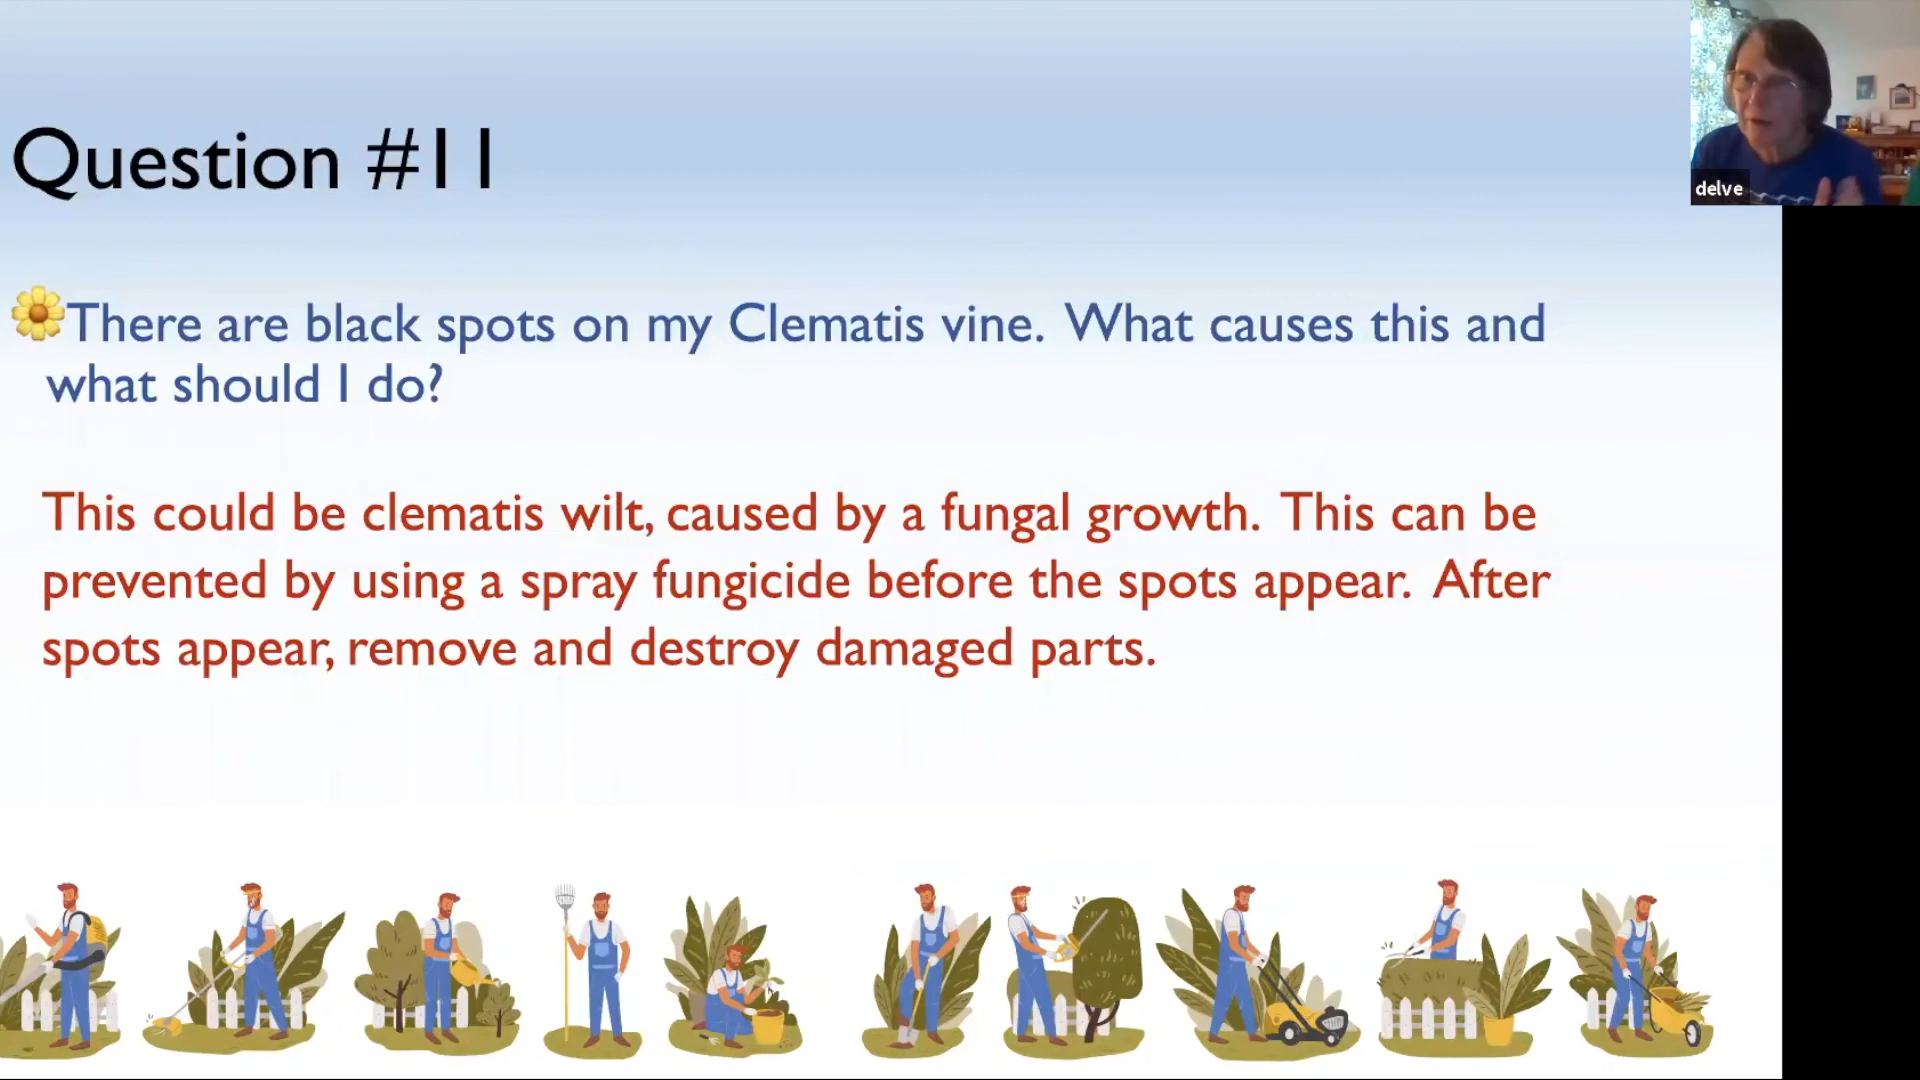 Question #11
There are black spots on my Clematis vine. What causes this and
what should I do?
This could be clematis wilt, caused by a fungal growth. This can be
prevented by using a spray fungicide before the spots appear. After
spots appear, remove and destroy damaged parts.
delve